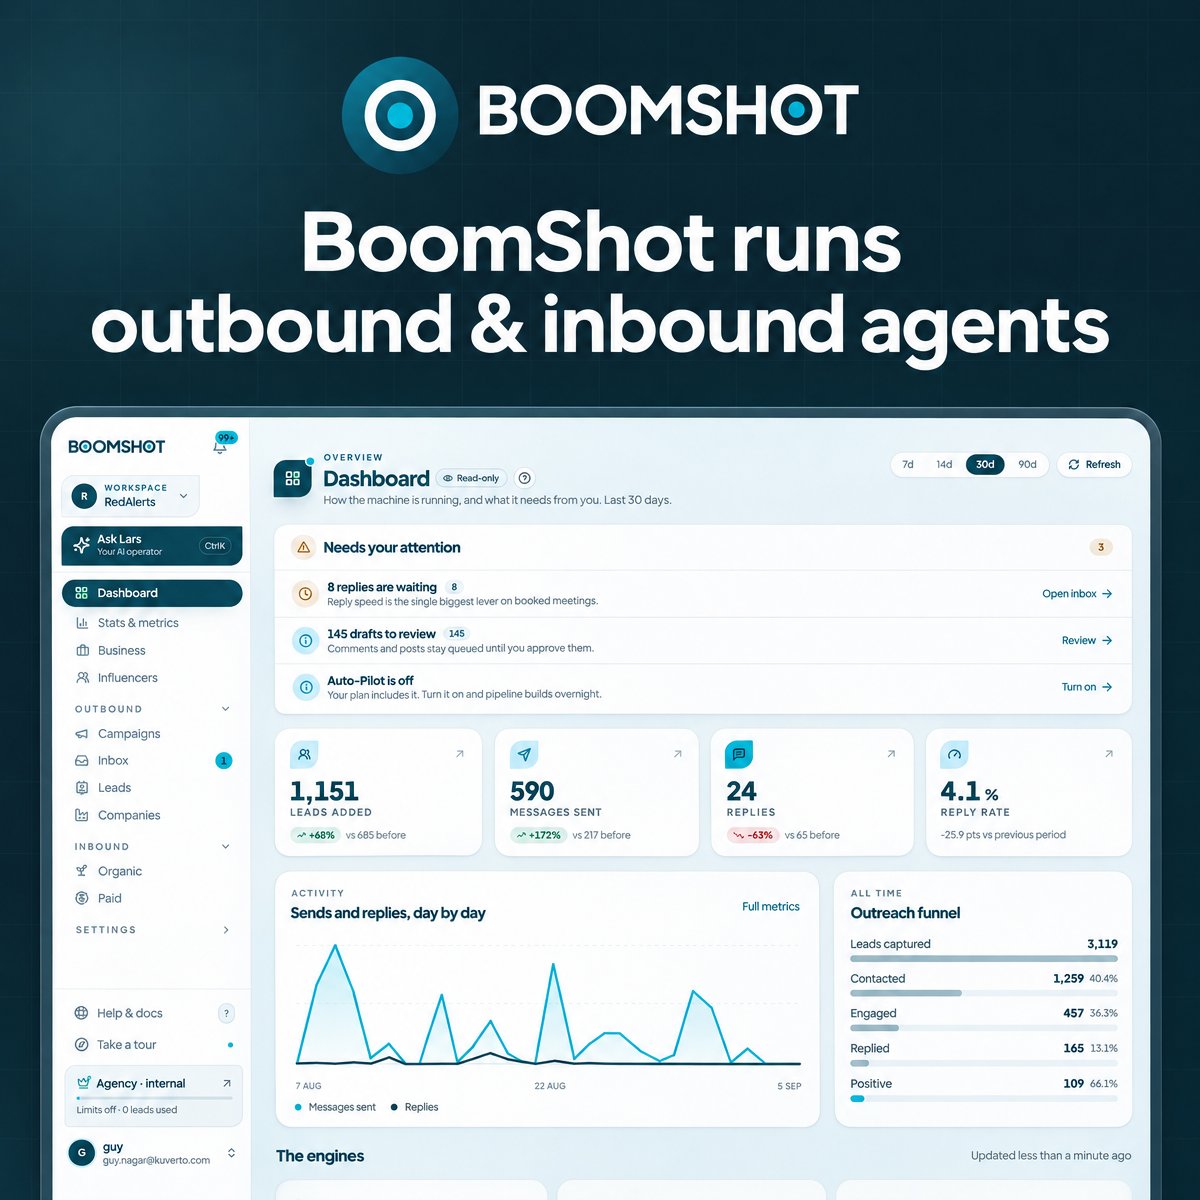 BOOMSHOT
BoomShot runs
outbound & inbound agents
BOOMSHOT
99+
R
WORKSPACE
RedAlerts
Ask Lars
Your AI operator
CtrlK
Dashboard
Stats & metrics
Business
Influencers
OUTBOUND
Campaigns
Inbox
1
Leads
Companies
INBOUND
Organic
Paid
SETTINGS
Help & docs
?
Take a tour
Agency · internal
Limits off · 0 leads used
G
guy
guy.nagar@kuverto.com
OVERVIEW
Dashboard
Read-only
?
How the machine is running, and what it needs from you. Last 30 days.
7d
14d
30d
90d
Refresh
Needs your attention
3
8 replies are waiting
8
Reply speed is the single biggest lever on booked meetings.
Open inbox →
145 drafts to review
145
Comments and posts stay queued until you approve them.
Review →
Auto-Pilot is off
Your plan includes it. Turn it on and pipeline builds overnight.
Turn on →
1,151
LEADS ADDED
+68% vs 685 before
590
MESSAGES SENT
+172% vs 217 before
24
REPLIES
-63% vs 65 before
4.1 %
REPLY RATE
-25.9 pts vs previous period
ACTIVITY
Sends and replies, day by day
Full metrics
7 AUG
22 AUG
5 SEP
Messages sent
Replies
ALL TIME
Outreach funnel
Leads captured 3,119
Contacted 1,259 40.4%
Engaged 457 36.3%
Replied 165 13.1%
Positive 109 66.1%
The engines
Updated less than a minute ago